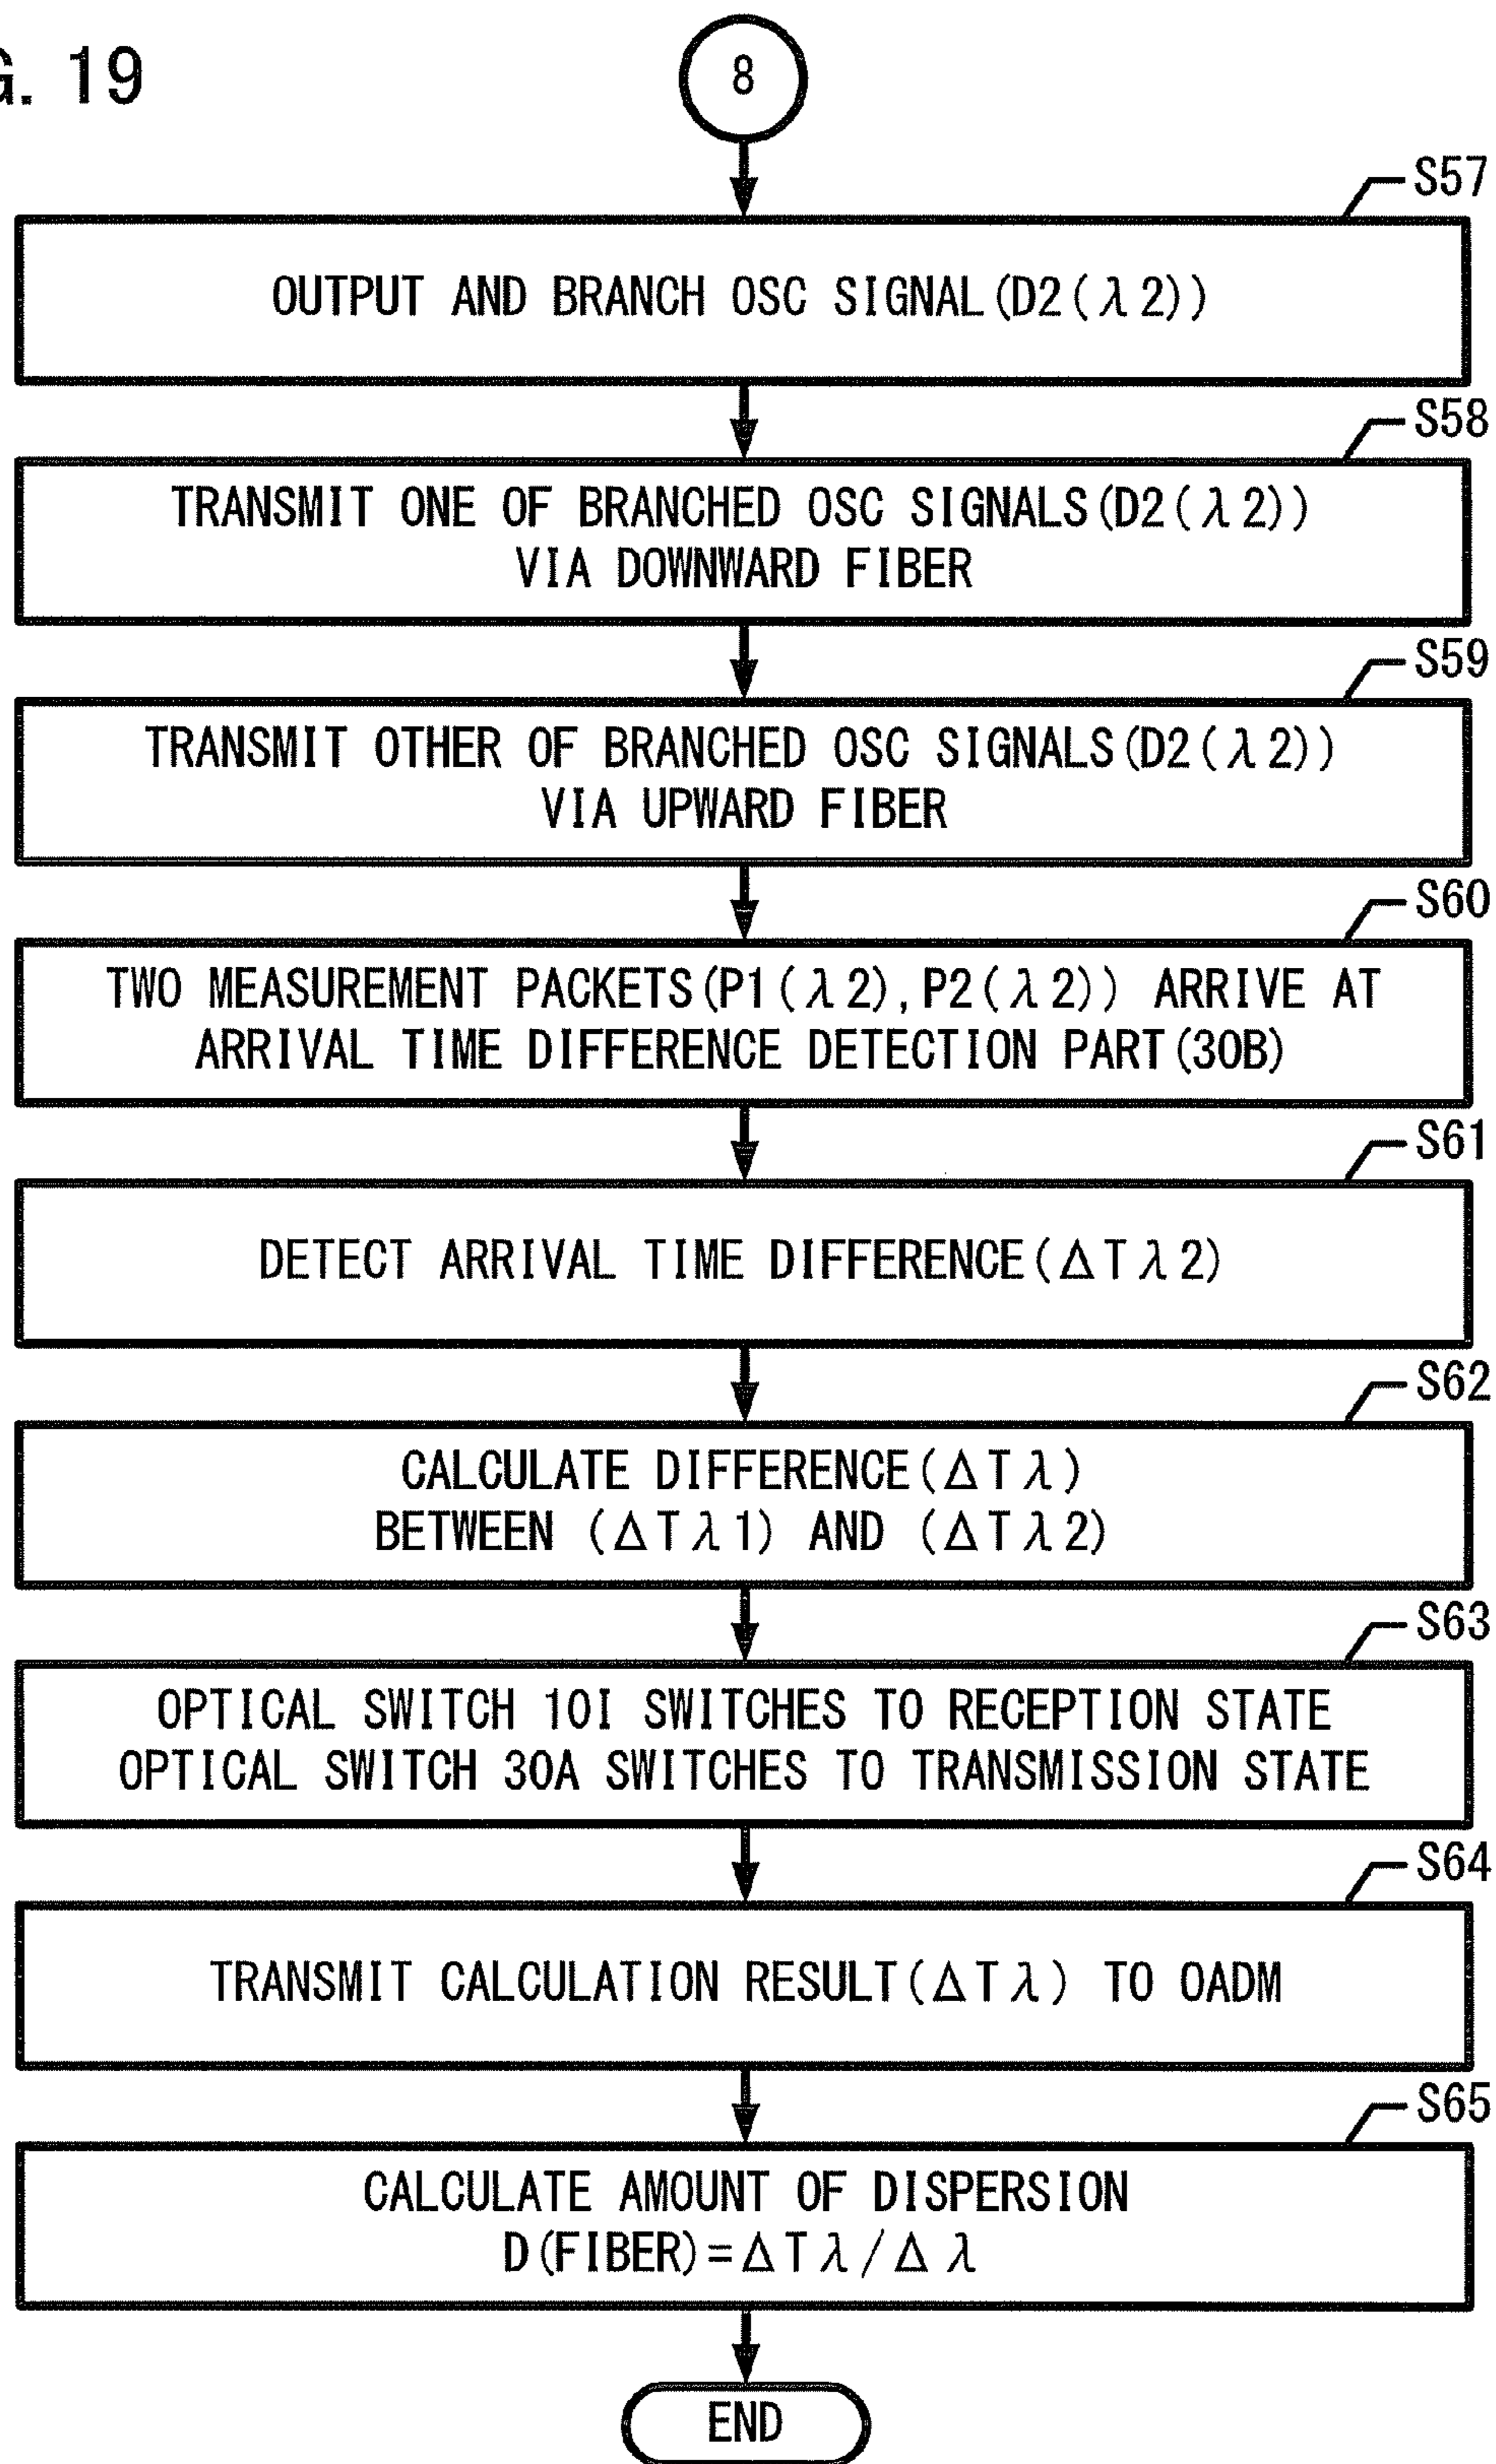 G. 19
8
S57
OUTPUT AND BRANCH OSC SIGNAL(D2(λ2))
S58
TRANSMIT ONE OF BRANCHED OSC SIGNALS(D2(λ2))
VIA DOWNWARD FIBER
S59
TRANSMIT OTHER OF BRANCHED OSC SIGNALS(D2(λ2))
VIA UPWARD FIBER
S60
TWO MEASUREMENT PACKETS(P1(λ2),P2(λ2)) ARRIVE AT
ARRIVAL TIME DIFFERENCE DETECTION PART(30B)
S61
DETECT ARRIVAL TIME DIFFERENCE(ΔTλ2)
S62
CALCULATE DIFFERENCE(ΔTλ)
BETWEEN (ΔTλ1) AND (ΔTλ2)
S63
OPTICAL SWITCH 10I SWITCHES TO RECEPTION STATE
OPTICAL SWITCH 30A SWITCHES TO TRANSMISSION STATE
S64
TRANSMIT CALCULATION RESULT(ΔTλ) TO OADM
S65
CALCULATE AMOUNT OF DISPERSION
D(FIBER)=ΔTλ/Δλ
END